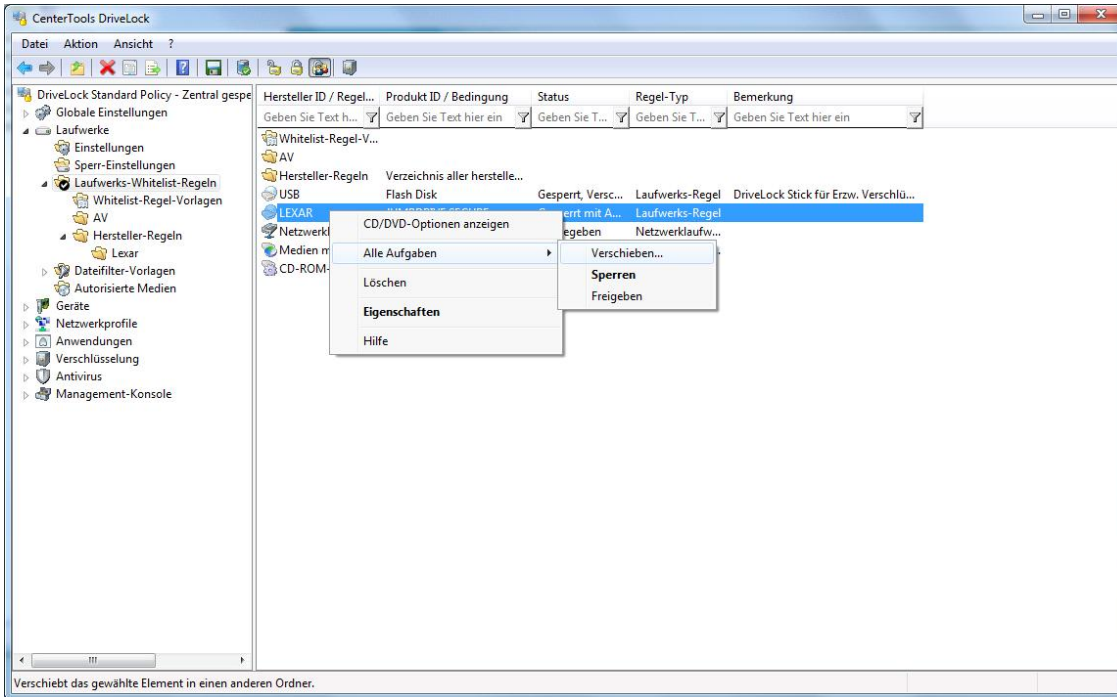 CenterTools DriveLock
Datei Aktion Ansicht ?
DriveLock Standard Policy - Zentral gespe
Globale Einstellungen
Laufwerke
Einstellungen
Sperr-Einstellungen
Laufwerks-Whitelist-Regeln
Whitelist-Regel-Vorlagen
AV
Hersteller-Regeln
Lexar
Dateifilter-Vorlagen
Autorisierte Medien
Geräte
Netzwerkprofile
Anwendungen
Verschlüsselung
Antivirus
Management-Konsole
Hersteller ID / Regel... Produkt ID / Bedingung Status Regel-Typ Bemerkung
Geben Sie Text h... Geben Sie Text hier ein Geben Sie T... Geben Sie T... Geben Sie Text hier ein
Whitelist-Regel-V...
AV
Hersteller-Regeln Verzeichnis aller herstelle...
USB Flash Disk Gesperrt, Versc... Laufwerks-Regel DriveLock Stick für Erzw. Verschlü...
LEXAR mit A... Laufwerks-Regel
Netzwerkl egeben Netzwerklaufw...
Medien m
CD-ROM-
CD/DVD-Optionen anzeigen
Alle Aufgaben
Löschen
Eigenschaften
Hilfe
Verschieben...
Sperren
Freigeben
Verschiebt das gewählte Element in einen anderen Ordner.